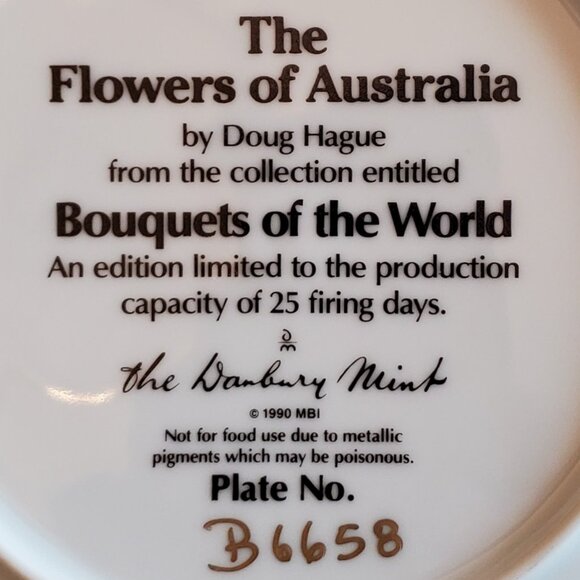 The
Flowers of Australia
by Doug Hague
from the collection entitled
Bouquets of the World
An edition limited to the production
capacity of 25 firing days.
the Danbury Mint
© 1990 MBI
Not for food use due to metallic
pigments which may be poisonous.
Plate No.
B6658